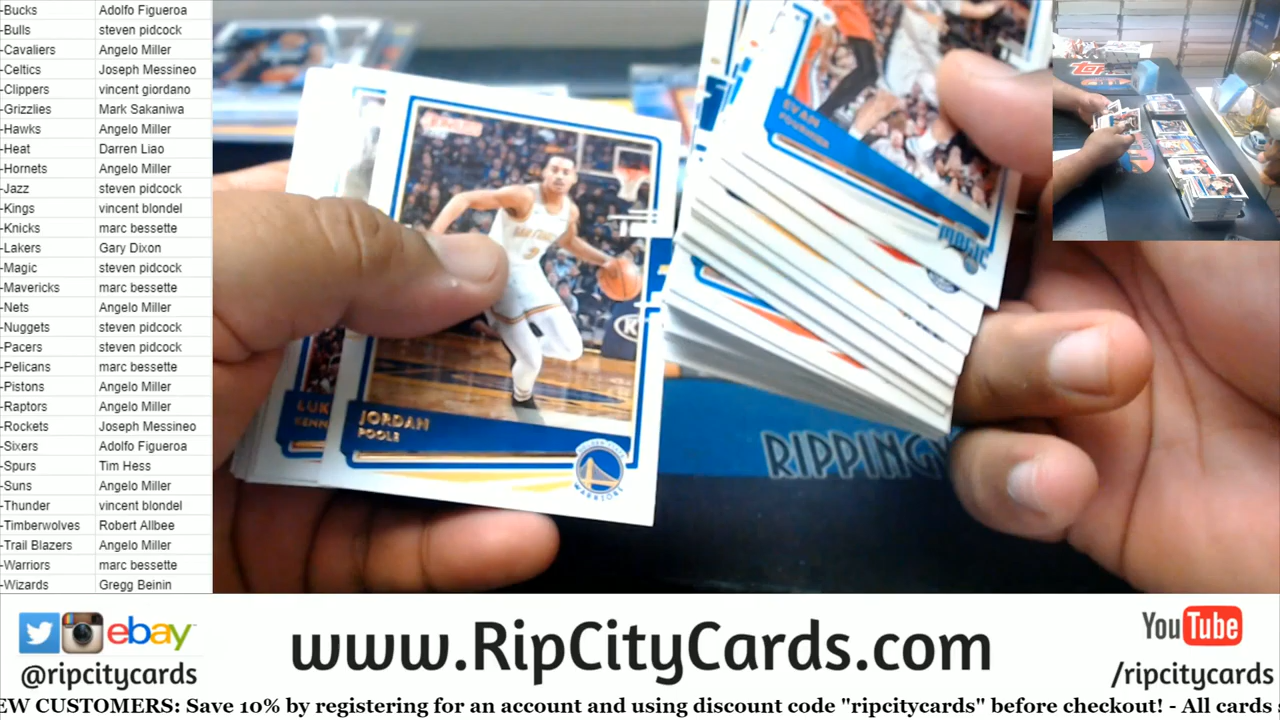 -Bucks Adolfo Figueroa
-Bulls steven pidcock
-Cavaliers Angelo Miller
-Celtics Joseph Messineo
-Clippers vincent giordano
-Grizzlies Mark Sakaniwa
-Hawks Angelo Miller
-Heat Darren Liao
-Hornets Angelo Miller
-Jazz steven pidcock
-Kings vincent blondel
-Knicks marc bessette
-Lakers Gary Dixon
-Magic steven pidcock
-Mavericks marc bessette
-Nets Angelo Miller
-Nuggets steven pidcock
-Pacers steven pidcock
-Pelicans marc bessette
-Pistons Angelo Miller
-Raptors Angelo Miller
-Rockets Joseph Messineo
-Sixers Adolfo Figueroa
-Spurs Tim Hess
-Suns Angelo Miller
-Thunder vincent blondel
-Timberwolves Robert Allbee
-Trail Blazers Angelo Miller
-Warriors marc bessette
-Wizards Gregg Beinin
EVAN
FOURNIER
MAGIC
JORDAN
POOLE
WARRIORS
LUK
KENN
RIPPING
topps
ebay
@ripcitycards
www.RipCityCards.com
YouTube
/ripcitycards
EW CUSTOMERS: Save 10% by registering for an account and using discount code "ripcitycards" before checkout! - All cards